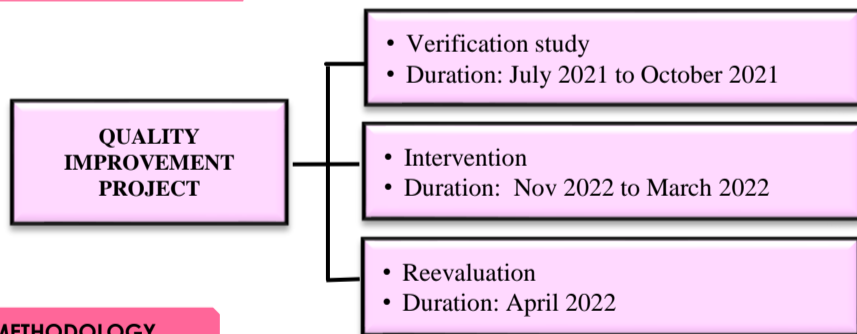 QUALITY
IMPROVEMENT
PROJECT
• Verification study
• Duration: July 2021 to October 2021
• Intervention
• Duration:  Nov 2022 to March 2022
• Reevaluation
• Duration: April 2022
METHODOLOGY